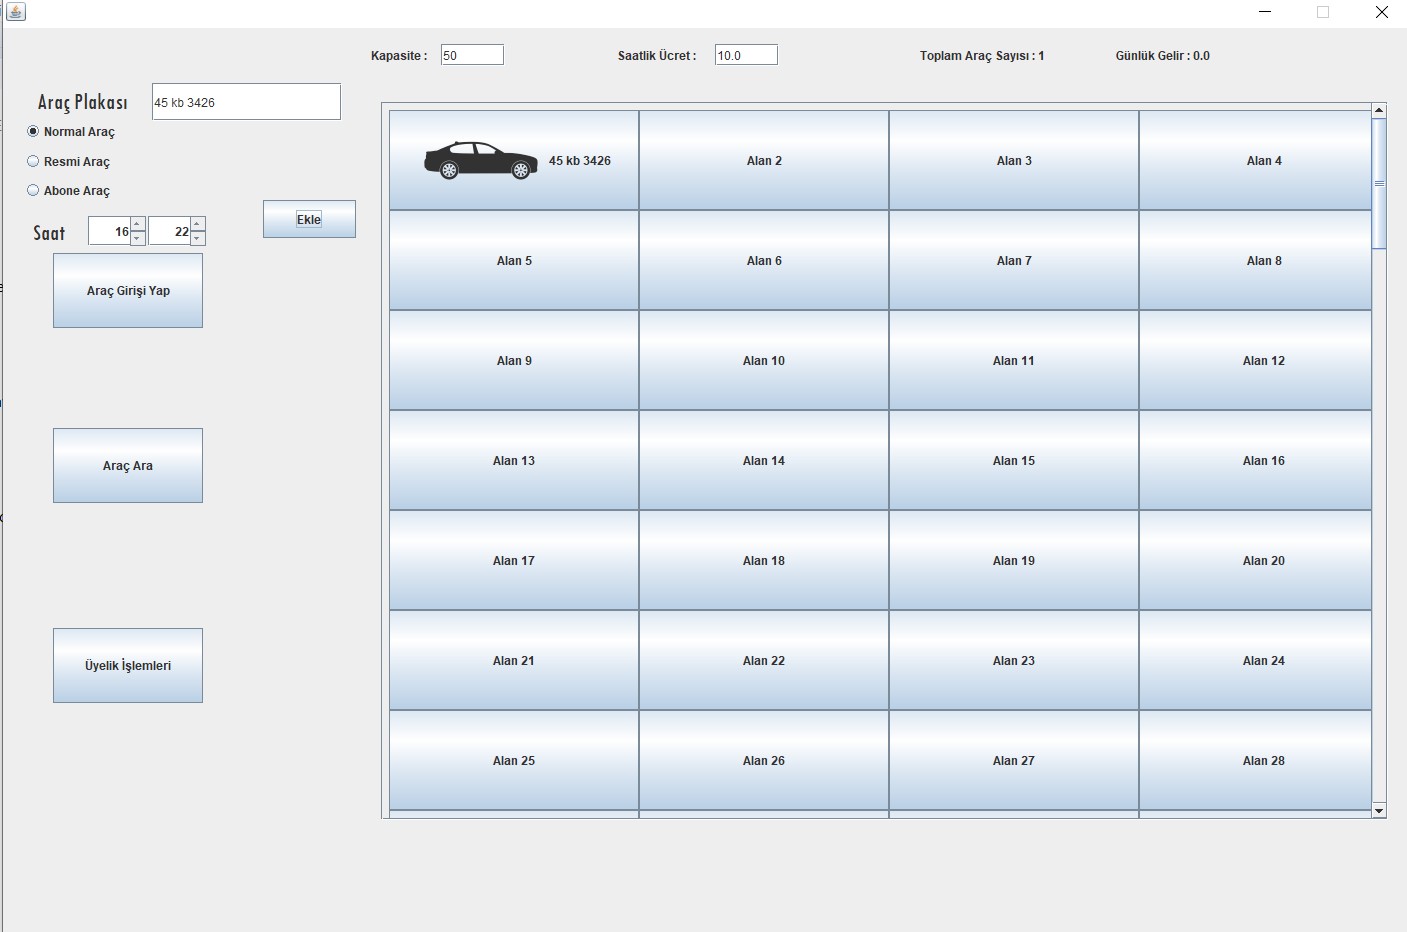 Kapasite : 50 Saatlik Ücret : 10.0 Toplam Araç Sayısı : 1 Günlük Gelir : 0.0
Araç Plakası 45 kb 3426
Normal Araç
Resmi Araç
Abone Araç
Saat 16 22
Ekle
Araç Girişi Yap
Araç Ara
Üyelik İşlemleri
45 kb 3426 Alan 2 Alan 3 Alan 4
Alan 5 Alan 6 Alan 7 Alan 8
Alan 9 Alan 10 Alan 11 Alan 12
Alan 13 Alan 14 Alan 15 Alan 16
Alan 17 Alan 18 Alan 19 Alan 20
Alan 21 Alan 22 Alan 23 Alan 24
Alan 25 Alan 26 Alan 27 Alan 28